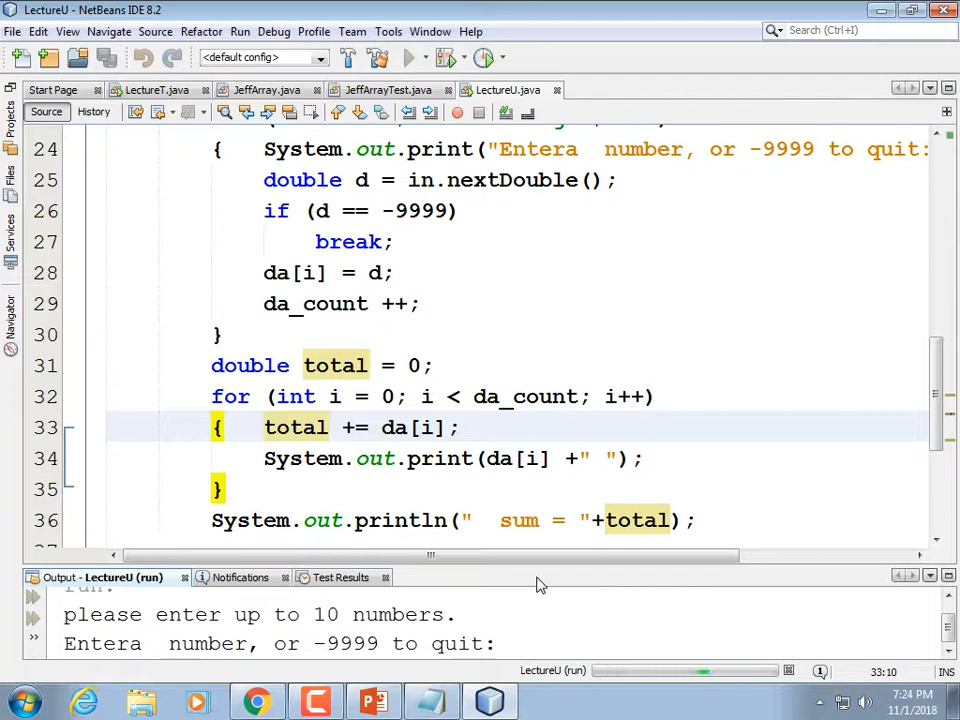 LectureU - NetBeans IDE 8.2
File Edit View Navigate Source Refactor Run Debug Profile Team Tools Window Help
Search (Ctrl+I)
<default config>
Start Page LectureT.java JeffArray.java JeffArrayTest.java LectureU.java
Source History
Projects
Files
Services
Navigator
24 { System.out.print("Entera  number, or -9999 to quit:
25 double d = in.nextDouble();
26 if (d == -9999)
27 break;
28 da[i] = d;
29 da_count ++;
30 }
31 double total = 0;
32 for (int i = 0; i < da_count; i++)
33 { total += da[i];
34 System.out.print(da[i] +" ");
35 }
36 System.out.println("  sum = "+total);
Output - LectureU (run) Notifications Test Results
run:
please enter up to 10 numbers.
Entera  number, or -9999 to quit:
LectureU (run) 33:10 INS
7:24 PM
11/1/2018